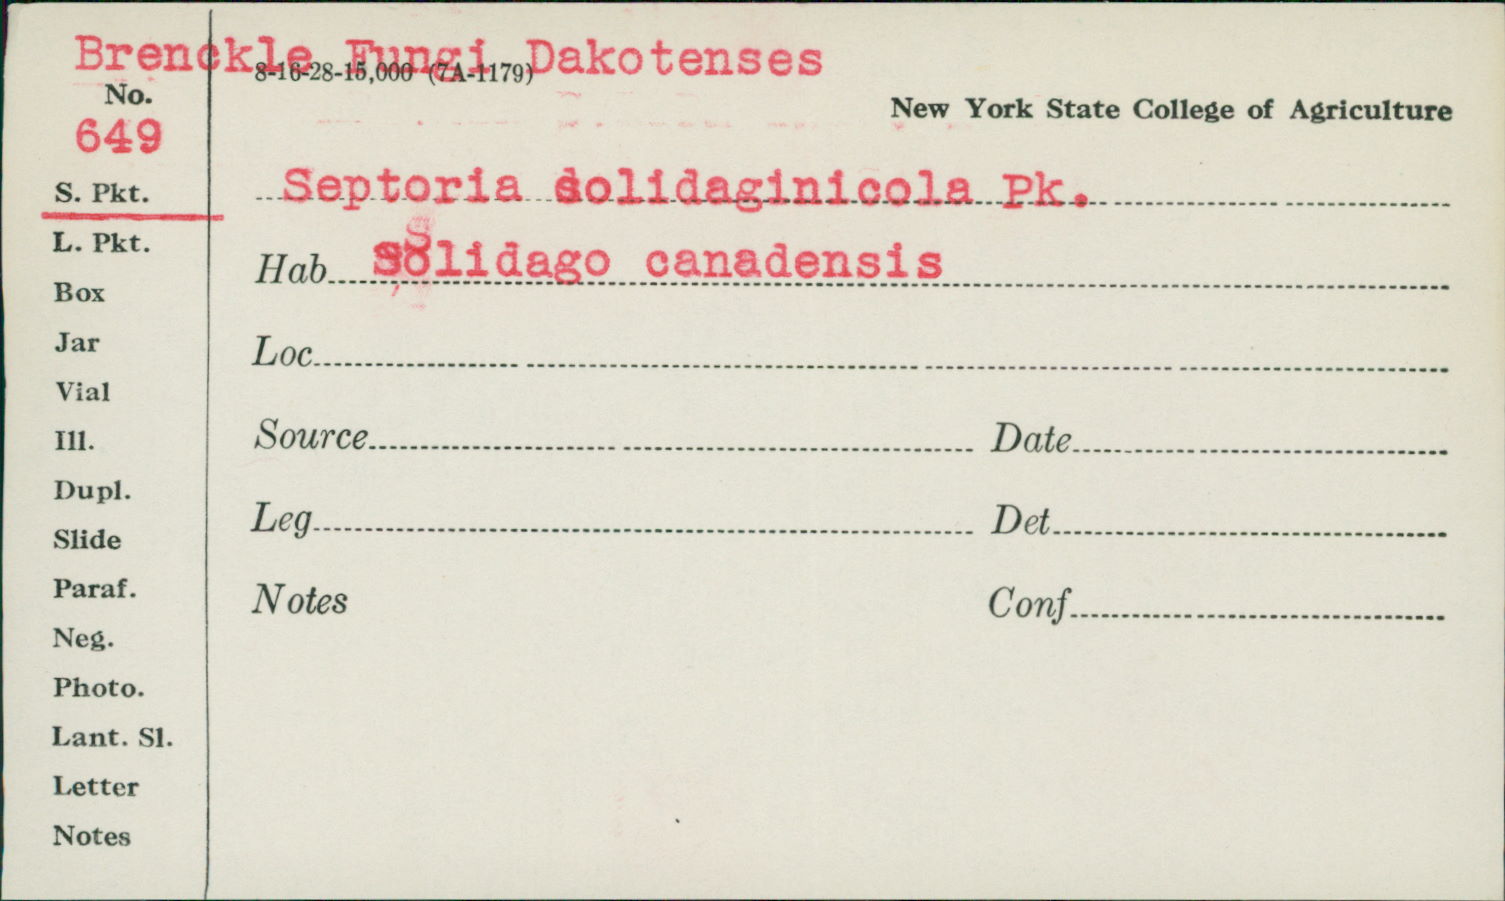 Brenckle Fungi Dakotenses
8-16-28-15,000 (7A-1179)
No.
649
New York State College of Agriculture
S. Pkt.
Septoria solidaginicola Pk.
L. Pkt.
Hab. Solidago canadensis
Box
Jar
Loc.
Vial
Ill.
Source
Date
Dupl.
Slide
Leg.
Det.
Paraf.
Notes
Conf.
Neg.
Photo.
Lant. Sl.
Letter
Notes